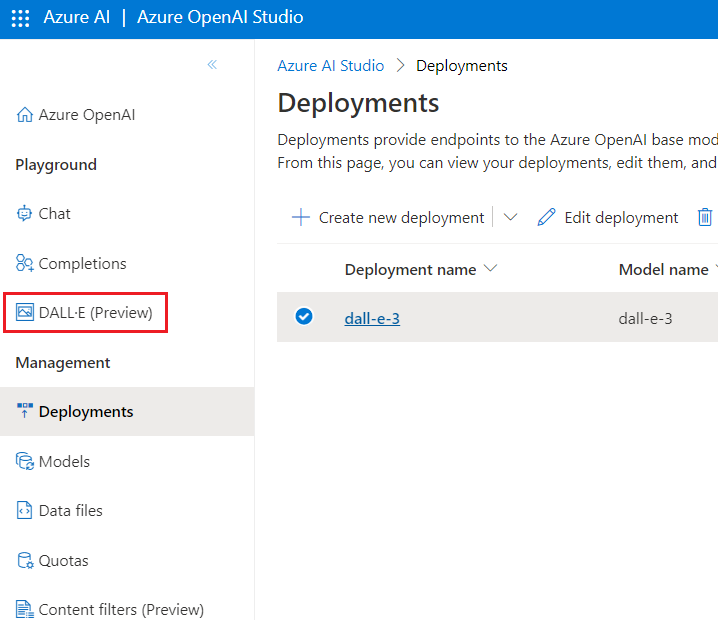 Azure AI | Azure OpenAI Studio
Azure OpenAI
Playground
Chat
Completions
DALL·E (Preview)
Management
Deployments
Models
Data files
Quotas
Content filters (Preview)
Azure AI Studio > Deployments
Deployments
Deployments provide endpoints to the Azure OpenAI base mod
From this page, you can view your deployments, edit them, and
Create new deployment Edit deployment
Deployment name Model name
dall-e-3 dall-e-3